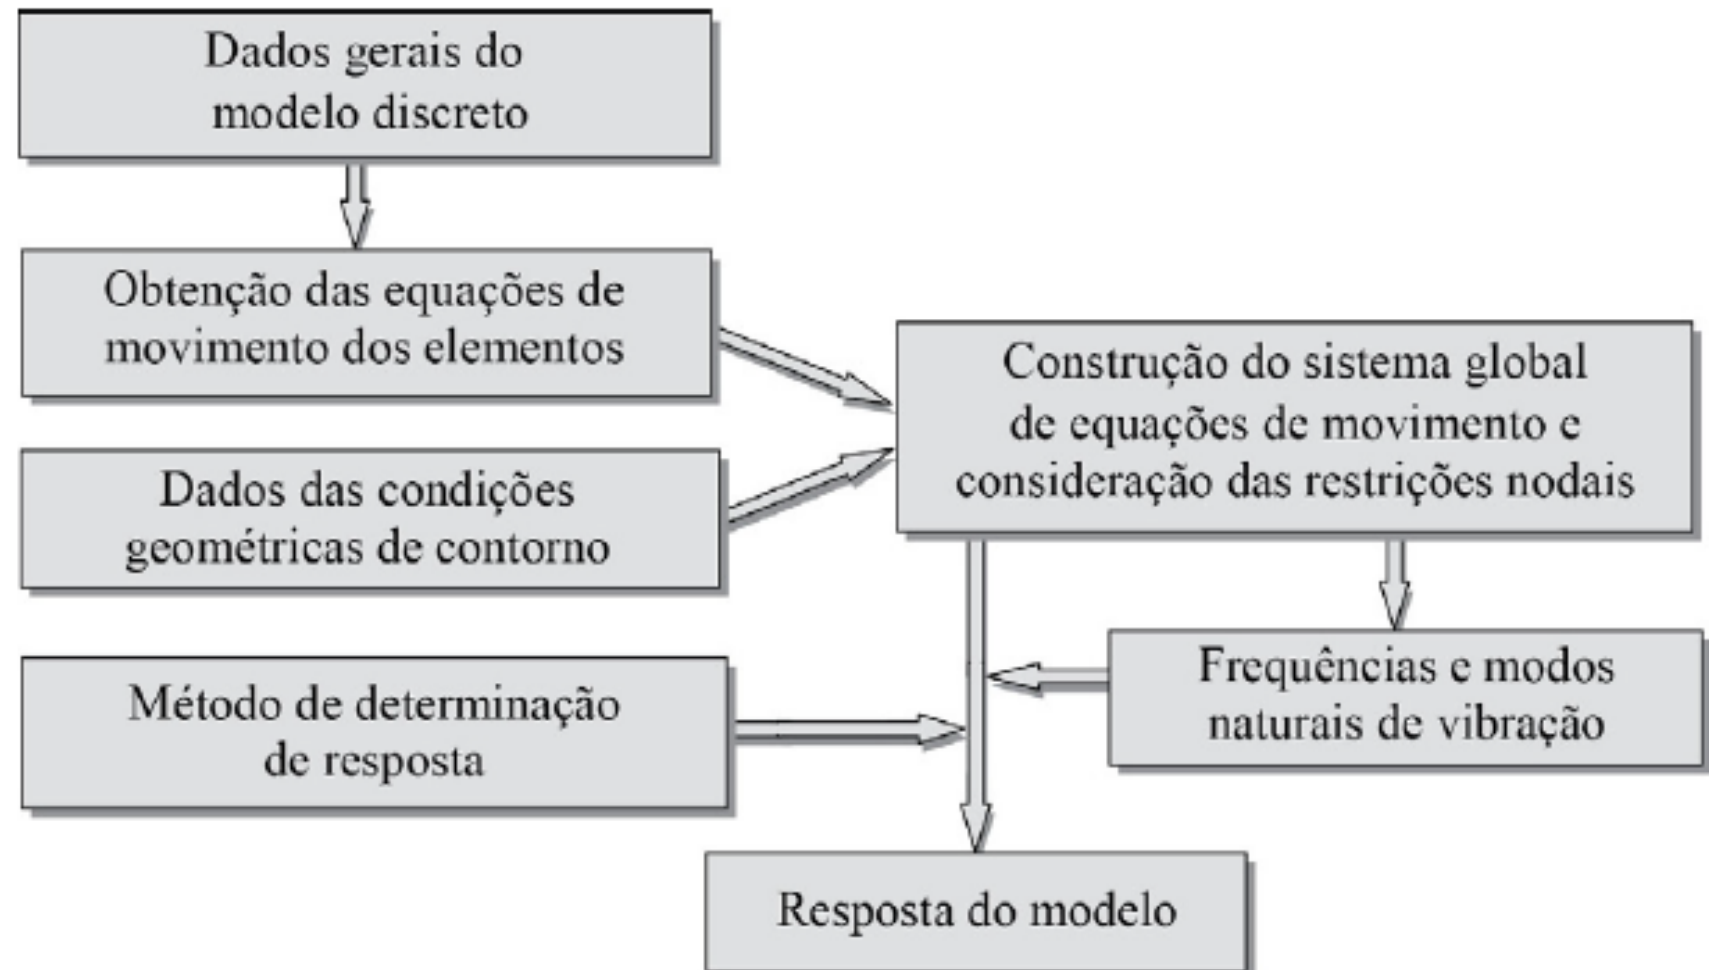 Dados gerais do
modelo discreto
Obtenção das equações de
movimento dos elementos
Dados das condições
geométricas de contorno
Construção do sistema global
de equações de movimento e
consideração das restrições nodais
Método de determinação
de resposta
Frequências e modos
naturais de vibração
Resposta do modelo